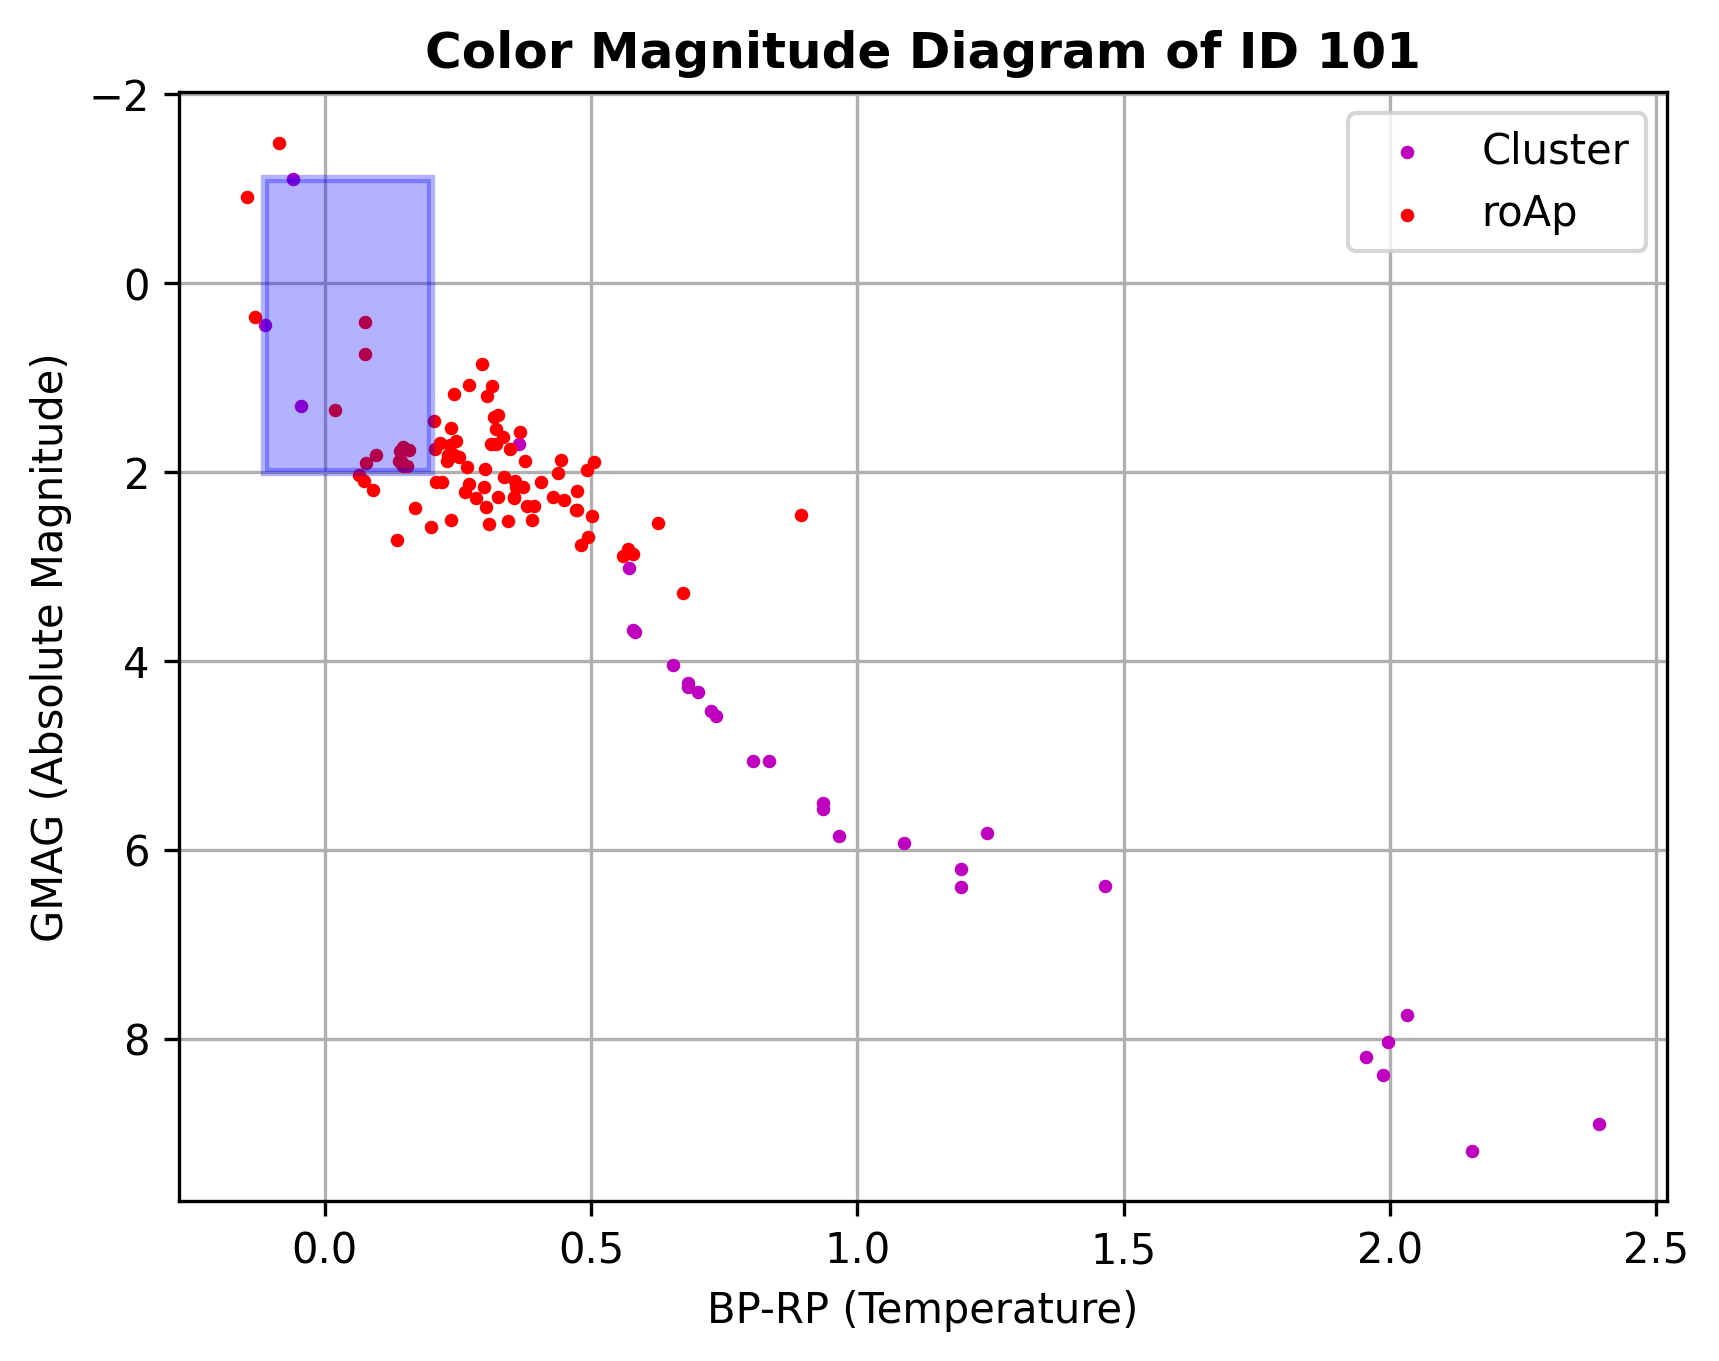 Color Magnitude Diagram of ID 101
Cluster
roAp
−2
0
2
4
6
8
GMAG (Absolute Magnitude)
0.0 0.5 1.0 1.5 2.0 2.5
BP-RP (Temperature)